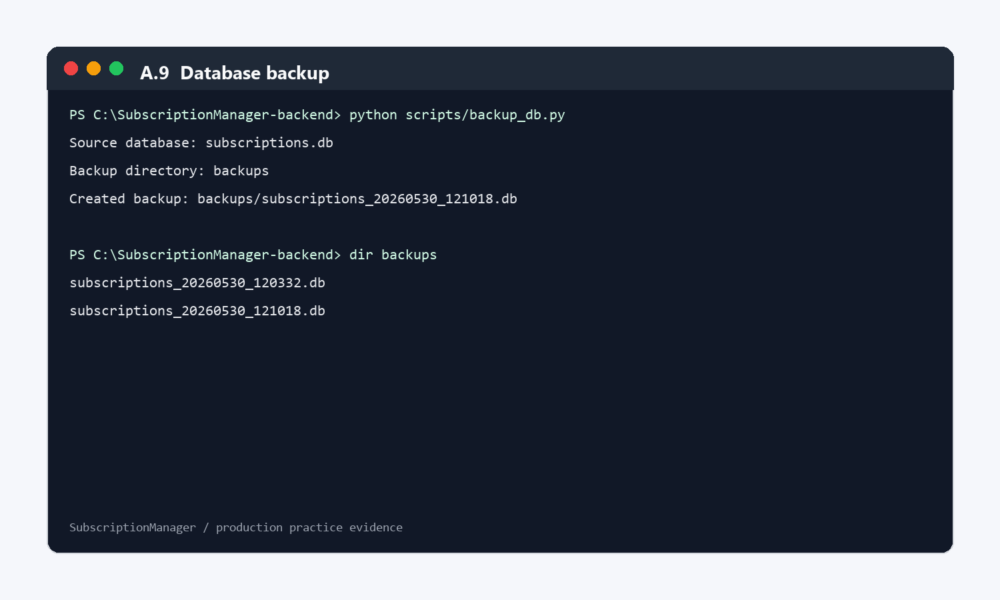 A.9  Database backup
PS C:\SubscriptionManager-backend> python scripts/backup_db.py
Source database: subscriptions.db
Backup directory: backups
Created backup: backups/subscriptions_20260530_121018.db
PS C:\SubscriptionManager-backend> dir backups
subscriptions_20260530_120332.db
subscriptions_20260530_121018.db
SubscriptionManager / production practice evidence